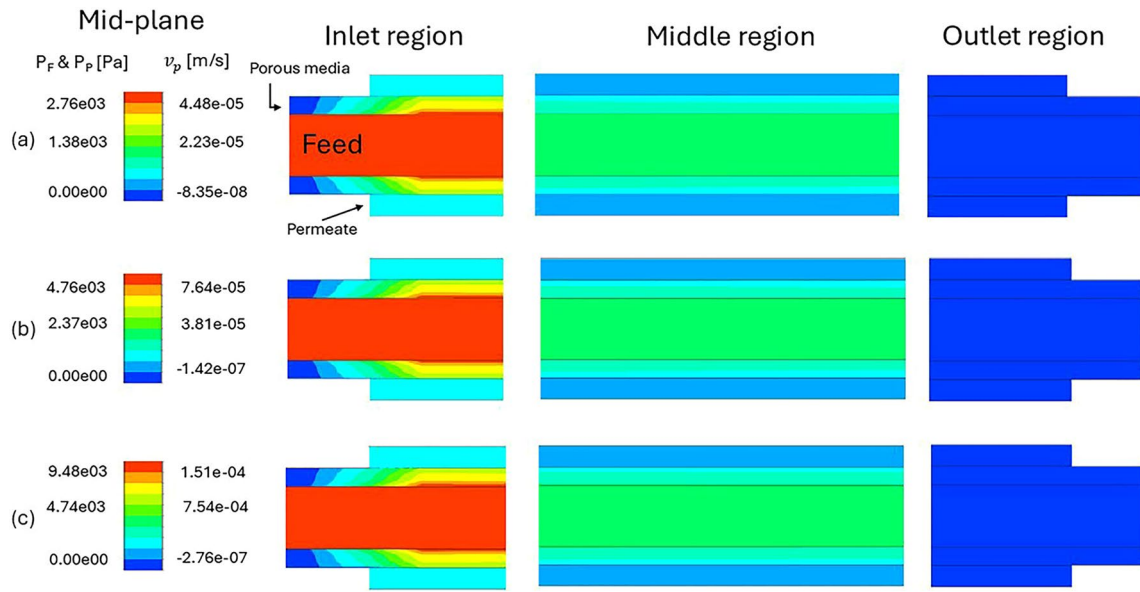 Mid-plane
Inlet region
Middle region
Outlet region
P_F & P_P [Pa]
v_p [m/s]
Porous media
(a)
2.76e03
4.48e-05
1.38e03
2.23e-05
0.00e00
-8.35e-08
Feed
Permeate
(b)
4.76e03
7.64e-05
2.37e03
3.81e-05
0.00e00
-1.42e-07
(c)
9.48e03
1.51e-04
4.74e03
7.54e-04
0.00e00
-2.76e-07